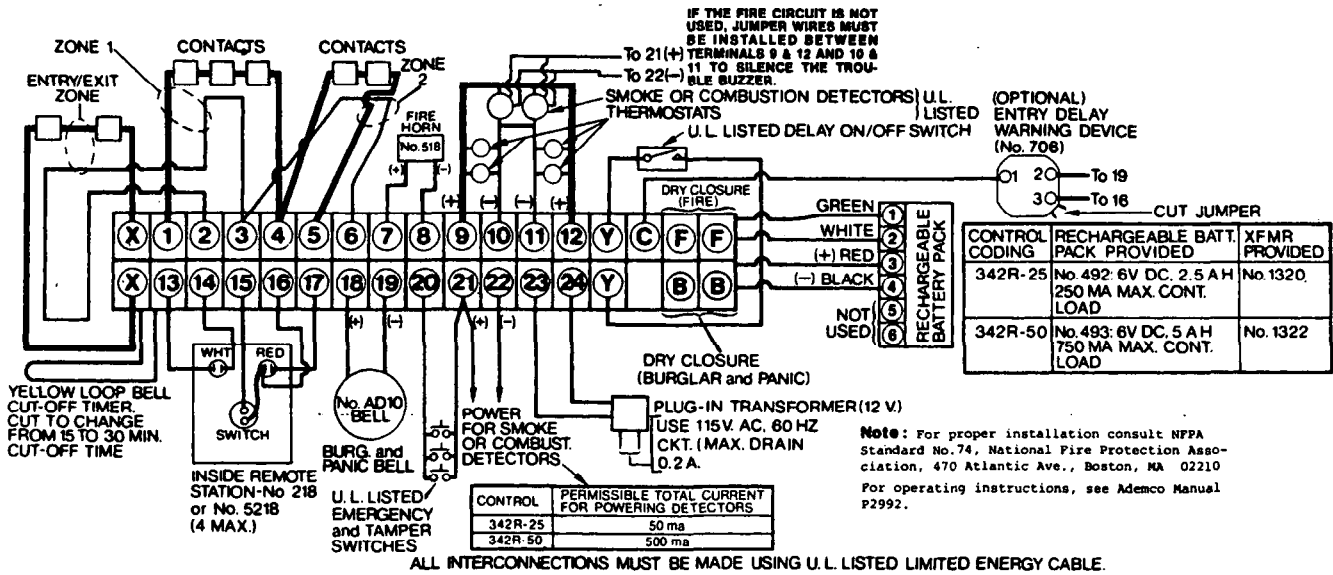 IF THE FIRE CIRCUIT IS NOT
USED, JUMPER WIRES MUST
BE INSTALLED BETWEEN
TERMINALS 9 & 12 AND 10 &
11 TO SILENCE THE TROU-
BLE BUZZER.
To 21(+)
To 22(−)
ZONE 1
CONTACTS
CONTACTS
ZONE
2
ENTRY/EXIT
ZONE
FIRE
HORN
No. 518
(+) (−)
SMOKE OR COMBUSTION DETECTORS
THERMOSTATS
U.L.
LISTED
U.L. LISTED DELAY ON/OFF SWITCH
(OPTIONAL)
ENTRY DELAY
WARNING DEVICE
(No. 706)
1 2 To 19
3 To 16
CUT JUMPER
DRY CLOSURE
(FIRE)
(+) (−) (−) (+)
X 1 2 3 4 5 6 7 8 9 10 11 12 Y C F F
X 13 14 15 16 17 18 19 20 21 22 23 24 Y B B
(+) (−) (+) (−)
GREEN
WHITE
(+) RED
(−) BLACK
NOT
USED
1
2
3
4
5
6
RECHARGEABLE
BATTERY PACK
CONTROL CODING RECHARGEABLE BATT. PACK PROVIDED XFMR PROVIDED
342R-25 No. 492: 6V DC, 2.5 AH No. 1320
250 MA MAX. CONT.
LOAD
342R-50 No. 493: 6V DC, 5 AH No. 1322
750 MA MAX. CONT.
LOAD
DRY CLOSURE
(BURGLAR and PANIC)
YELLOW LOOP BELL
CUT-OFF TIMER.
CUT TO CHANGE
FROM 15 TO 30 MIN.
CUT-OFF TIME
WHT RED
SWITCH
INSIDE REMOTE
STATION-No 218
or No. 5218
(4 MAX.)
No. AD10
BELL
BURG. and
PANIC BELL
U. L. LISTED
EMERGENCY
and TAMPER
SWITCHES
POWER
FOR SMOKE
OR COMBUST.
DETECTORS
PLUG-IN TRANSFORMER (12 V.)
USE 115V. AC, 60 HZ
CKT. (MAX. DRAIN
0.2 A.
CONTROL PERMISSIBLE TOTAL CURRENT FOR POWERING DETECTORS
342R-25 50 ma
342R-50 500 ma
Note: For proper installation consult NFPA
Standard No.74, National Fire Protection Asso-
ciation, 470 Atlantic Ave., Boston, MA 02210
For operating instructions, see Ademco Manual
P2992.
ALL INTERCONNECTIONS MUST BE MADE USING U. L. LISTED LIMITED ENERGY CABLE.